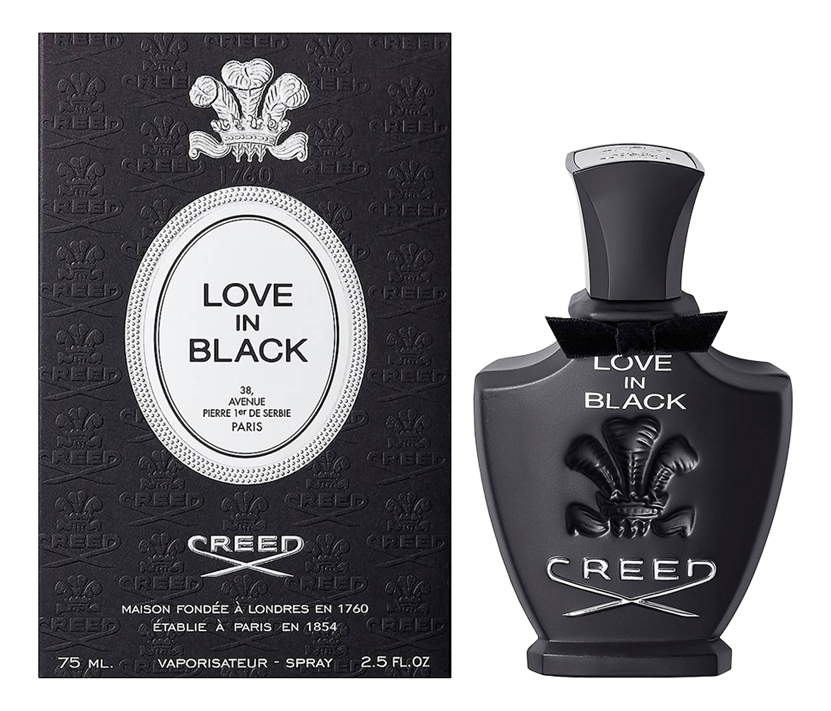 1760
LOVE
IN
BLACK
38,
AVENUE
PIERRE 1er DE SERBIE
PARIS
CREED
MAISON FONDÉE À LONDRES EN 1760
ÉTABLIE À PARIS EN 1854
75 ML. VAPORISATEUR - SPRAY 2.5 FL.OZ
LOVE
IN
BLACK
CREED